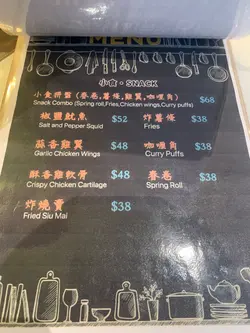 MENU
小食 • SNACK
小食拼盤 (春卷,薯條,雞翼,咖喱角)
Snack Combo (Spring roll,Fries,Chicken wings,Curry puffs) $68
椒鹽魷魚 $52 炸薯條 $38
Salt and Pepper Squid Fries
蒜香雞翼 $48 咖喱角 $38
Garlic Chicken Wings Curry Puffs
酥香雞軟骨 $48 春卷 $38
Crispy Chicken Cartilage Spring Roll
炸燒賣 $38
Fried Siu Mai